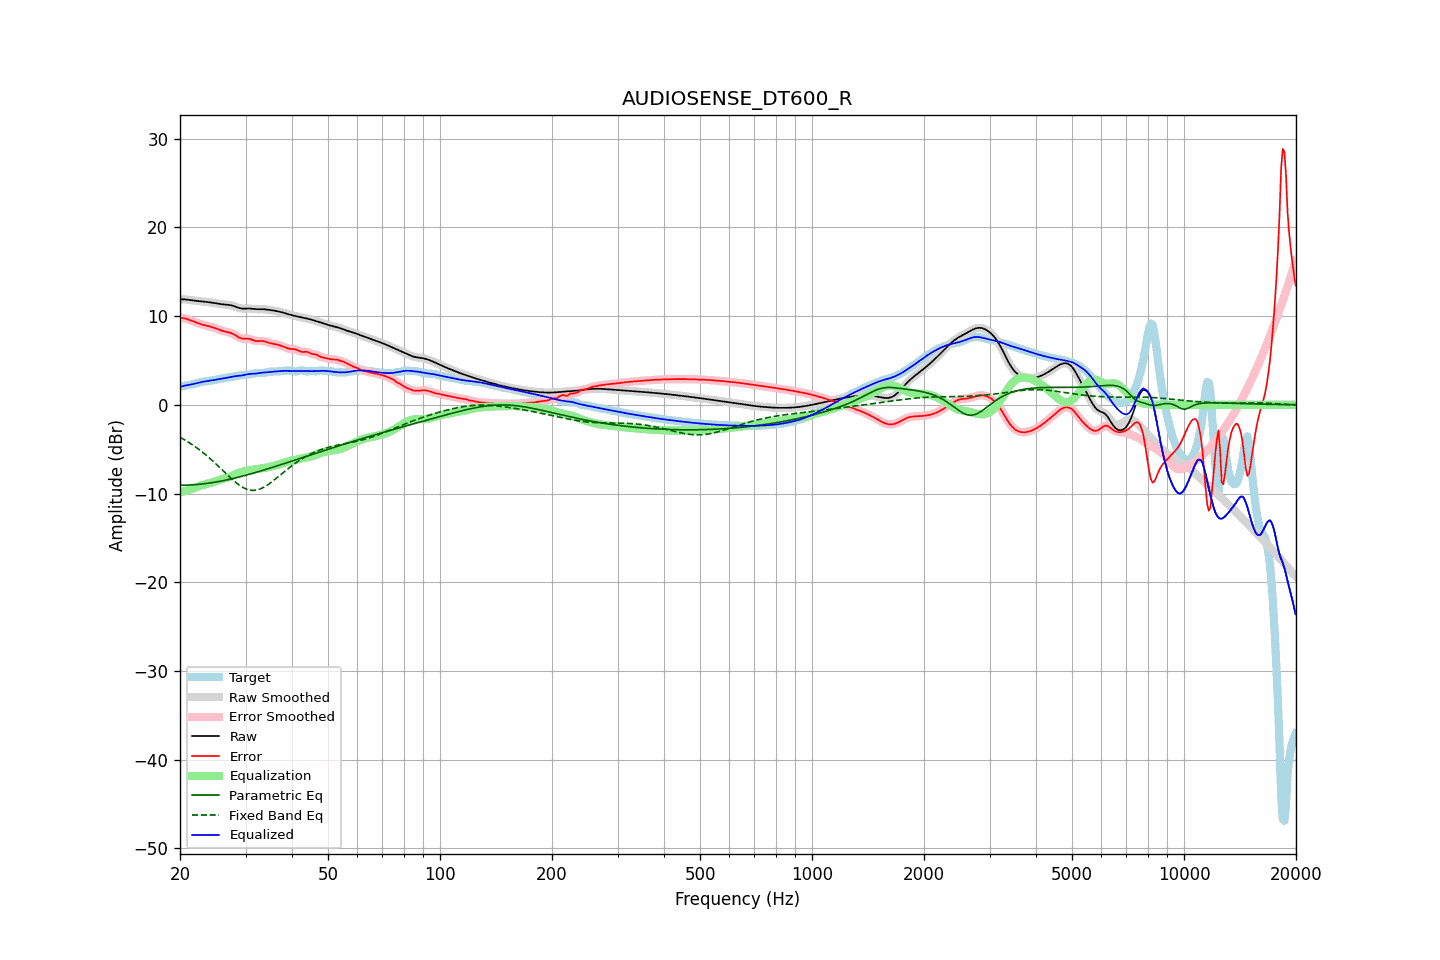 AUDIOSENSE_DT600_R
Amplitude (dBr)
30
20
10
0
−10
−20
−30
−40
−50
Target
Raw Smoothed
Error Smoothed
Raw
Error
Equalization
Parametric Eq
Fixed Band Eq
Equalized
20
50
100
200
500
1000
2000
5000
10000
20000
Frequency (Hz)